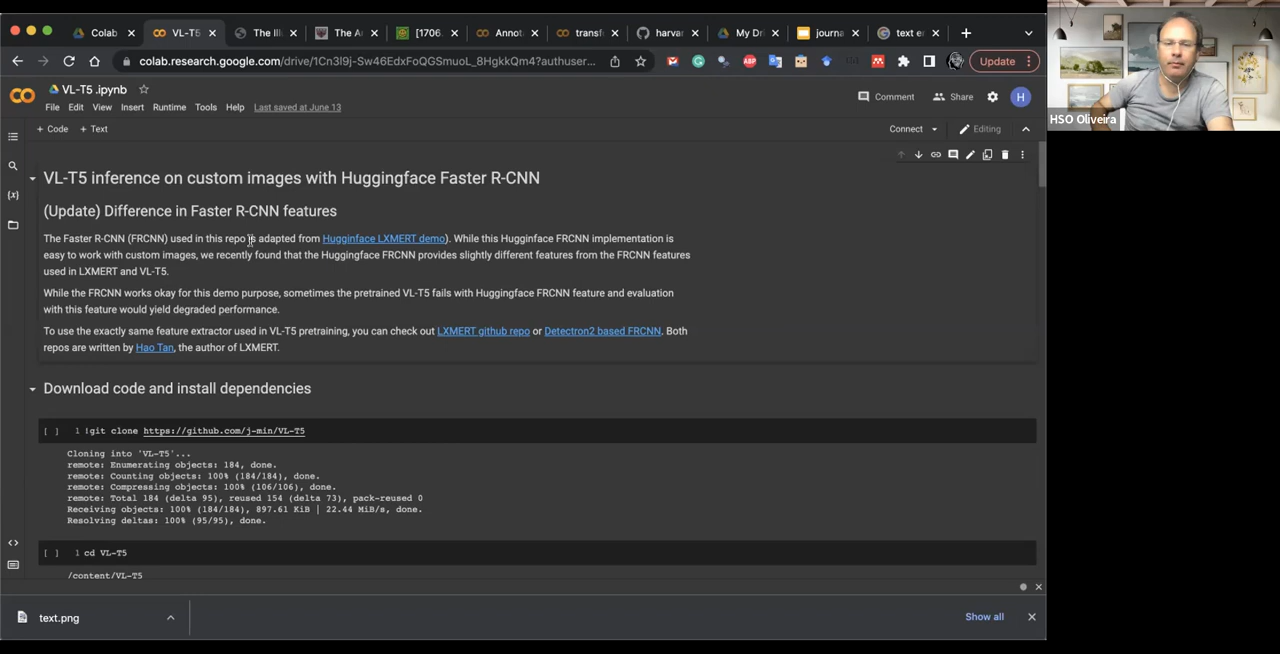 Colab
VL-T5
The Ill
The A
[1706.
Annot
transf
harva
My Dri
journa
text er
colab.research.google.com/drive/1Cn3l9j-Sw46EdxFoQGSmuoL_8HgkkQm4?authuser...
Update
VL-T5 .ipynb
Comment
Share
H
File Edit View Insert Runtime Tools Help Last saved at June 13
+ Code + Text
Connect
Editing
HSO Oliveira
VL-T5 inference on custom images with Huggingface Faster R-CNN
(Update) Difference in Faster R-CNN features
The Faster R-CNN (FRCNN) used in this repo is adapted from Hugginface LXMERT demo). While this Hugginface FRCNN implementation is
easy to work with custom images, we recently found that the Huggingface FRCNN provides slightly different features from the FRCNN features
used in LXMERT and VL-T5.
While the FRCNN works okay for this demo purpose, sometimes the pretrained VL-T5 fails with Huggingface FRCNN feature and evaluation
with this feature would yield degraded performance.
To use the exactly same feature extractor used in VL-T5 pretraining, you can check out LXMERT github repo or Detectron2 based FRCNN. Both
repos are written by Hao Tan, the author of LXMERT.
Download code and install dependencies
[ ] 1 !git clone https://github.com/j-min/VL-T5
Cloning into 'VL-T5'...
remote: Enumerating objects: 184, done.
remote: Counting objects: 100% (184/184), done.
remote: Compressing objects: 100% (106/106), done.
remote: Total 184 (delta 95), reused 154 (delta 73), pack-reused 0
Receiving objects: 100% (184/184), 897.61 KiB | 22.44 MiB/s, done.
Resolving deltas: 100% (95/95), done.
[ ] 1 cd VL-T5
/content/VL-T5
text.png
Show all